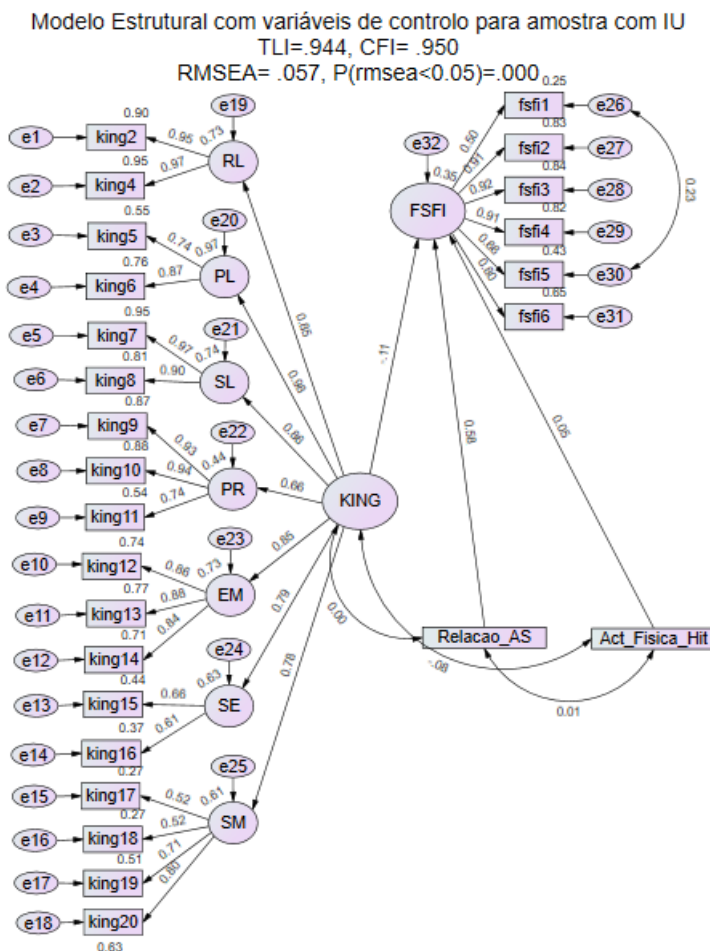 Modelo Estrutural com variáveis de controlo para amostra com IU
TLI=.944, CFI= .950
RMSEA= .057, P(rmsea<0.05)=.000
0.25
e19
0.90
e1
king2
0.95
0.73
RL
0.95
e2
king4
0.97
0.55
e20
e3
king5
0.74
0.97
PL
0.76
e4
king6
0.87
0.95
e21
e5
king7
0.97
0.74
SL
0.81
e6
king8
0.90
0.87
e22
e7
king9
0.93
0.44
PR
0.88
e8
king10
0.94
0.54
e9
king11
0.74
0.74
e23
e10
king12
0.86
0.73
EM
0.77
e11
king13
0.88
0.71
e12
king14
0.84
0.44
e24
e13
king15
0.66
0.63
SE
0.37
e14
king16
0.61
0.27
e25
e15
king17
0.52
0.61
SM
0.27
e16
king18
0.52
0.51
e17
king19
0.71
e18
king20
0.80
0.63
KING
0.85
0.98
0.86
0.66
0.85
0.79
0.78
-.11
e32
0.35
FSFI
fsfi1
e26
0.50
0.83
fsfi2
e27
0.91
0.84
fsfi3
e28
0.92
0.82
fsfi4
e29
0.91
0.43
fsfi5
e30
0.66
0.65
fsfi6
e31
0.80
0.23
0.58
0.05
Relacao_AS
Act_Fisica_Hit
0.00
-.08
0.01